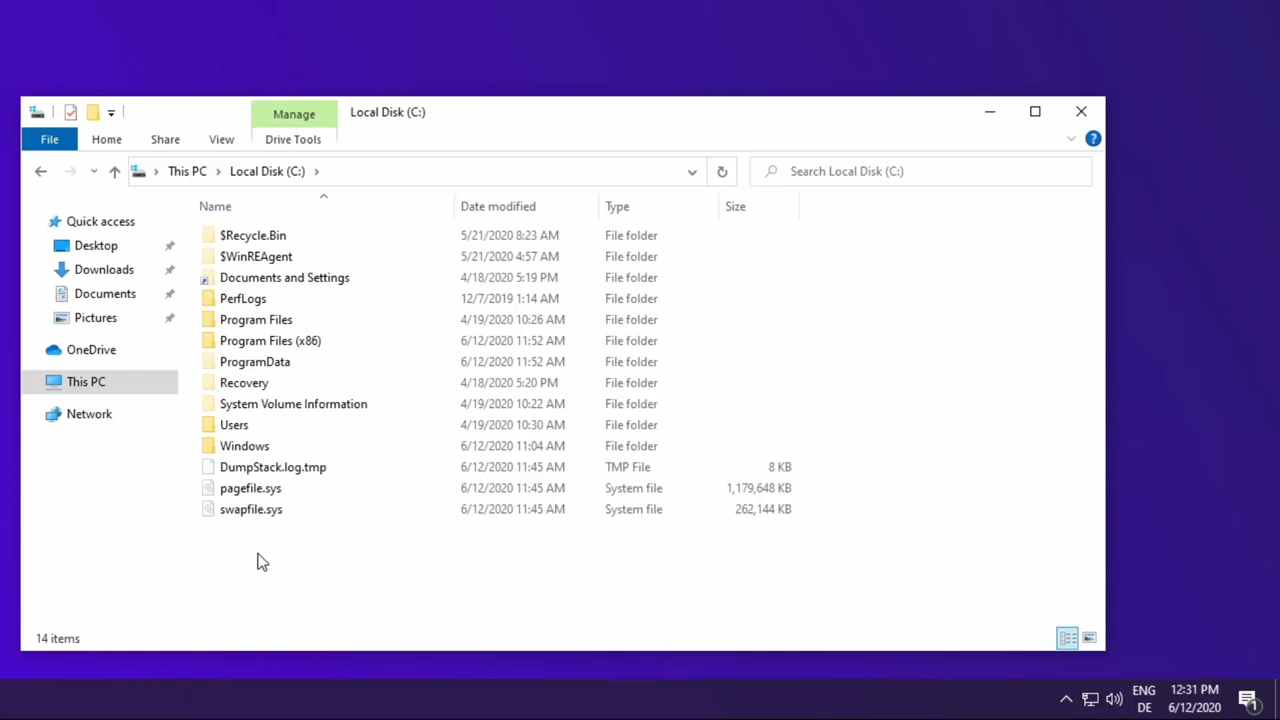 Manage Local Disk (C:)
File Home Share View Drive Tools
This PC Local Disk (C:) Search Local Disk (C:)
Name Date modified Type Size
Quick access
Desktop
Downloads
Documents
Pictures
OneDrive
This PC
Network
$Recycle.Bin 5/21/2020 8:23 AM File folder
$WinREAgent 5/21/2020 4:57 AM File folder
Documents and Settings 4/18/2020 5:19 PM File folder
PerfLogs 12/7/2019 1:14 AM File folder
Program Files 4/19/2020 10:26 AM File folder
Program Files (x86) 6/12/2020 11:52 AM File folder
ProgramData 6/12/2020 11:52 AM File folder
Recovery 4/18/2020 5:20 PM File folder
System Volume Information 4/19/2020 10:22 AM File folder
Users 4/19/2020 10:30 AM File folder
Windows 6/12/2020 11:04 AM File folder
DumpStack.log.tmp 6/12/2020 11:45 AM TMP File 8 KB
pagefile.sys 6/12/2020 11:45 AM System file 1,179,648 KB
swapfile.sys 6/12/2020 11:45 AM System file 262,144 KB
14 items
ENG 12:31 PM
DE 6/12/2020 1